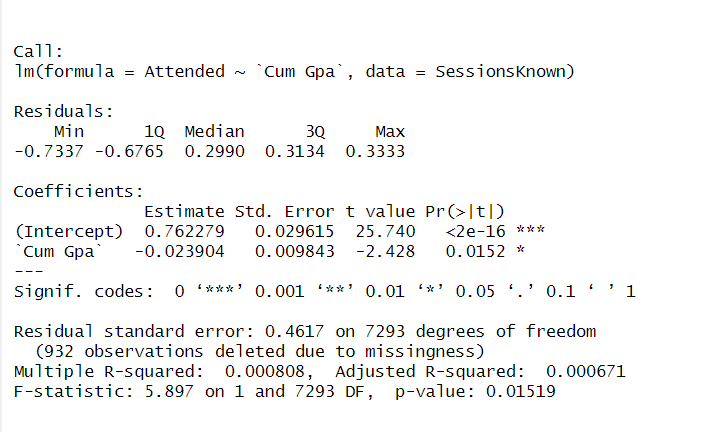 Call:
lm(formula = Attended ~ `Cum Gpa`, data = SessionsKnown)
Residuals:
Min 1Q Median 3Q Max
-0.7337 -0.6765 0.2990 0.3134 0.3333
Coefficients:
Estimate Std. Error t value Pr(>|t|)
(Intercept) 0.762279 0.029615 25.740 <2e-16 ***
`Cum Gpa` -0.023904 0.009843 -2.428 0.0152 *
---
Signif. codes: 0 ‘***’ 0.001 ‘**’ 0.01 ‘*’ 0.05 ‘.’ 0.1 ‘ ’ 1
Residual standard error: 0.4617 on 7293 degrees of freedom
(932 observations deleted due to missingness)
Multiple R-squared: 0.000808, Adjusted R-squared: 0.000671
F-statistic: 5.897 on 1 and 7293 DF, p-value: 0.01519